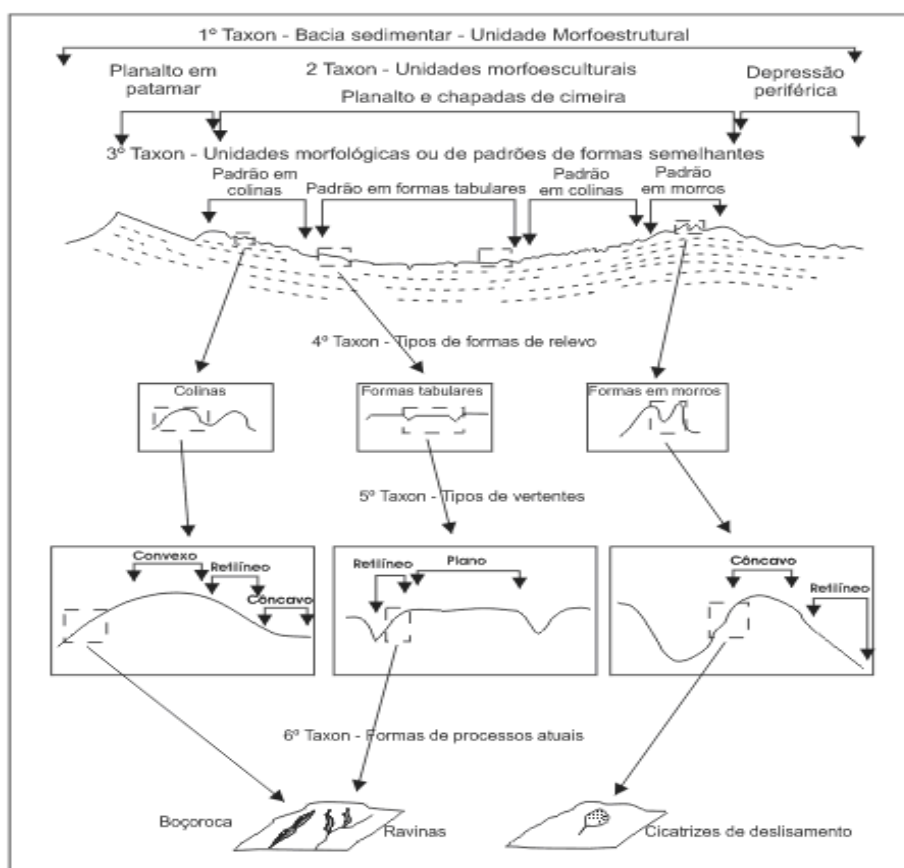 1º Taxon - Bacia sedimentar - Unidade Morfoestrutural
Planalto em
patamar
2 Taxon - Unidades morfoesculturais
Planalto e chapadas de cimeira
Depressão
periférica
3º Taxon - Unidades morfológicas ou de padrões de formas semelhantes
Padrão em
colinas
Padrão em formas tabulares
Padrão
em colinas
Padrão
em morros
4º Taxon - Tipos de formas de relevo
Colinas
Formas tabulares
Formas em morros
5º Taxon - Tipos de vertentes
Convexo
Retilíneo
Côncavo
Retilíneo
Plano
Côncavo
Retilíneo
6º Taxon - Formas de processos atuais
Boçoroca
Ravinas
Cicatrizes de deslisamento